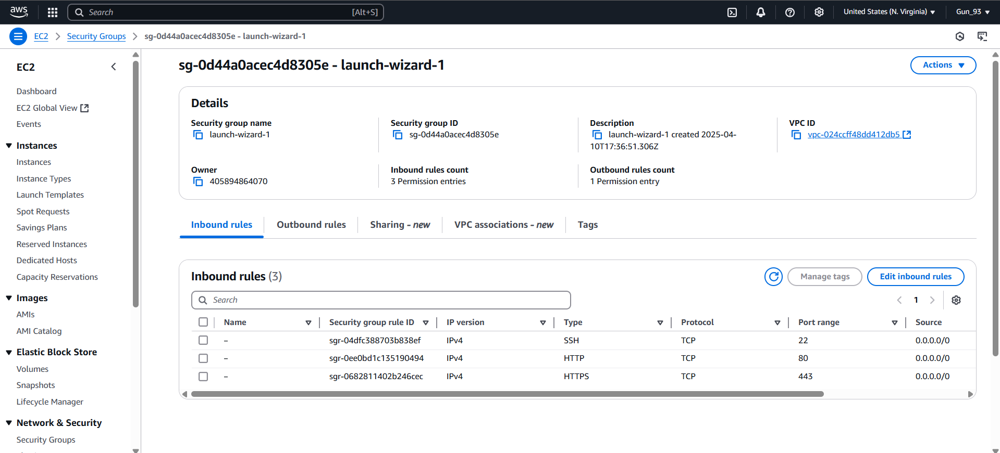 aws
Search [Alt+S]
United States (N. Virginia)
Gun_93
EC2
Security Groups
sg-0d44a0acec4d8305e - launch-wizard-1
EC2
Dashboard
EC2 Global View
Events
Instances
Instances
Instance Types
Launch Templates
Spot Requests
Savings Plans
Reserved Instances
Dedicated Hosts
Capacity Reservations
Images
AMIs
AMI Catalog
Elastic Block Store
Volumes
Snapshots
Lifecycle Manager
Network & Security
Security Groups
sg-0d44a0acec4d8305e - launch-wizard-1
Actions
Details
Security group name
launch-wizard-1
Security group ID
sg-0d44a0acec4d8305e
Description
launch-wizard-1 created 2025-04-
10T17:36:51.306Z
VPC ID
vpc-024ccff48dd412db5
Owner
405894864070
Inbound rules count
3 Permission entries
Outbound rules count
1 Permission entry
Inbound rules
Outbound rules
Sharing - new
VPC associations - new
Tags
Inbound rules (3)
Manage tags
Edit inbound rules
Search
1
Name Security group rule ID IP version Type Protocol Port range Source
– sgr-04dfc388703b838ef IPv4 SSH TCP 22 0.0.0.0/0
– sgr-0ee0bd1c135190494 IPv4 HTTP TCP 80 0.0.0.0/0
– sgr-0682811402b246cec IPv4 HTTPS TCP 443 0.0.0.0/0